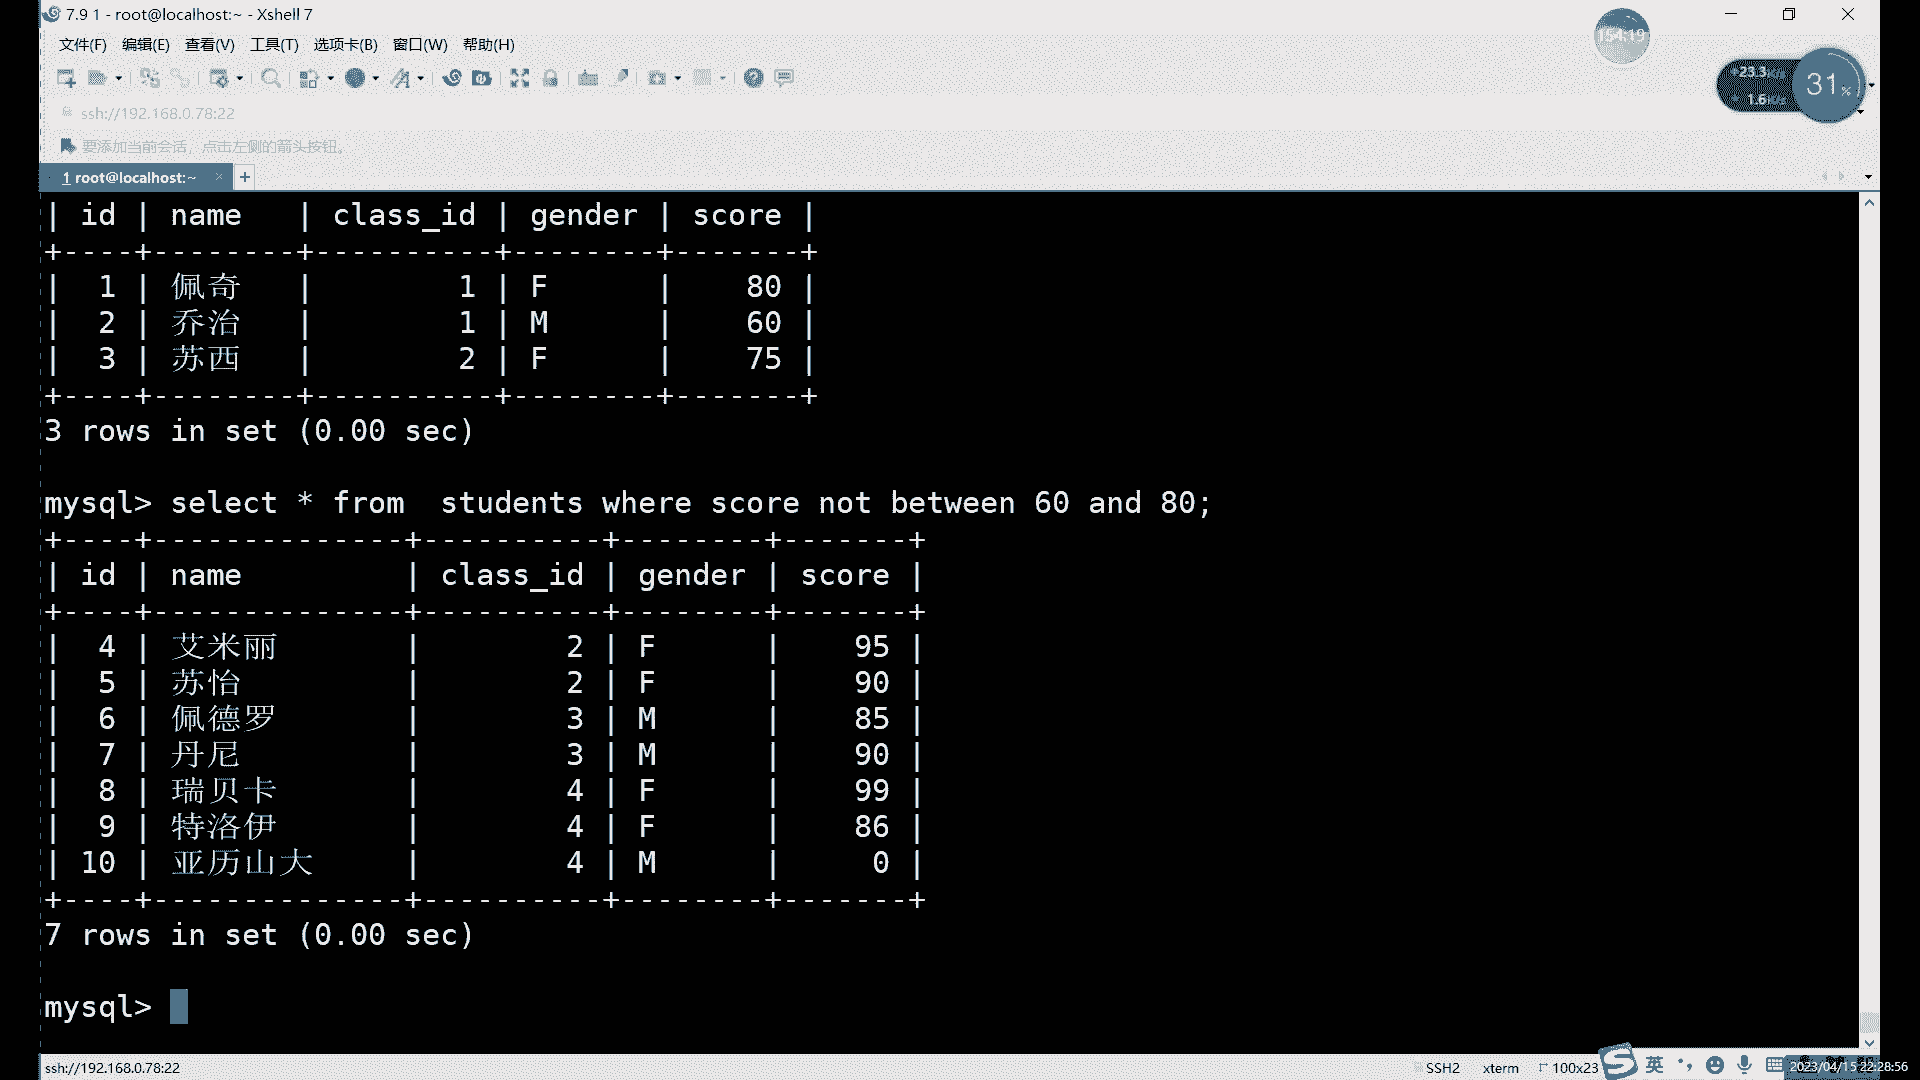 7.9 1 - root@localhost:~ - Xshell 7
文件(F) 编辑(E) 查看(V) 工具(T) 选项卡(B) 窗口(W) 帮助(H)
154:19
23.3
1.6
31%
ssh://192.168.0.78:22
要添加当前会话，点击左侧的箭头按钮。
1 root@localhost:~ × +
| id | name   | class_id | gender | score |
+----+--------+----------+--------+-------+
|  1 | 佩奇   |        1 | F      |    80 |
|  2 | 乔治   |        1 | M      |    60 |
|  3 | 苏西   |        2 | F      |    75 |
+----+--------+----------+--------+-------+
3 rows in set (0.00 sec)
mysql> select * from  students where score not between 60 and 80;
+----+--------------+----------+--------+-------+
| id | name         | class_id | gender | score |
+----+--------------+----------+--------+-------+
|  4 | 艾米丽       |        2 | F      |    95 |
|  5 | 苏怡         |        2 | F      |    90 |
|  6 | 佩德罗       |        3 | M      |    85 |
|  7 | 丹尼         |        3 | M      |    90 |
|  8 | 瑞贝卡       |        4 | F      |    99 |
|  9 | 特洛伊       |        4 | F      |    86 |
| 10 | 亚历山大     |        4 | M      |     0 |
+----+--------------+----------+--------+-------+
7 rows in set (0.00 sec)
mysql>
ssh://192.168.0.78:22 SSH2 xterm 100x23 英 2023/04/15 22:28:56